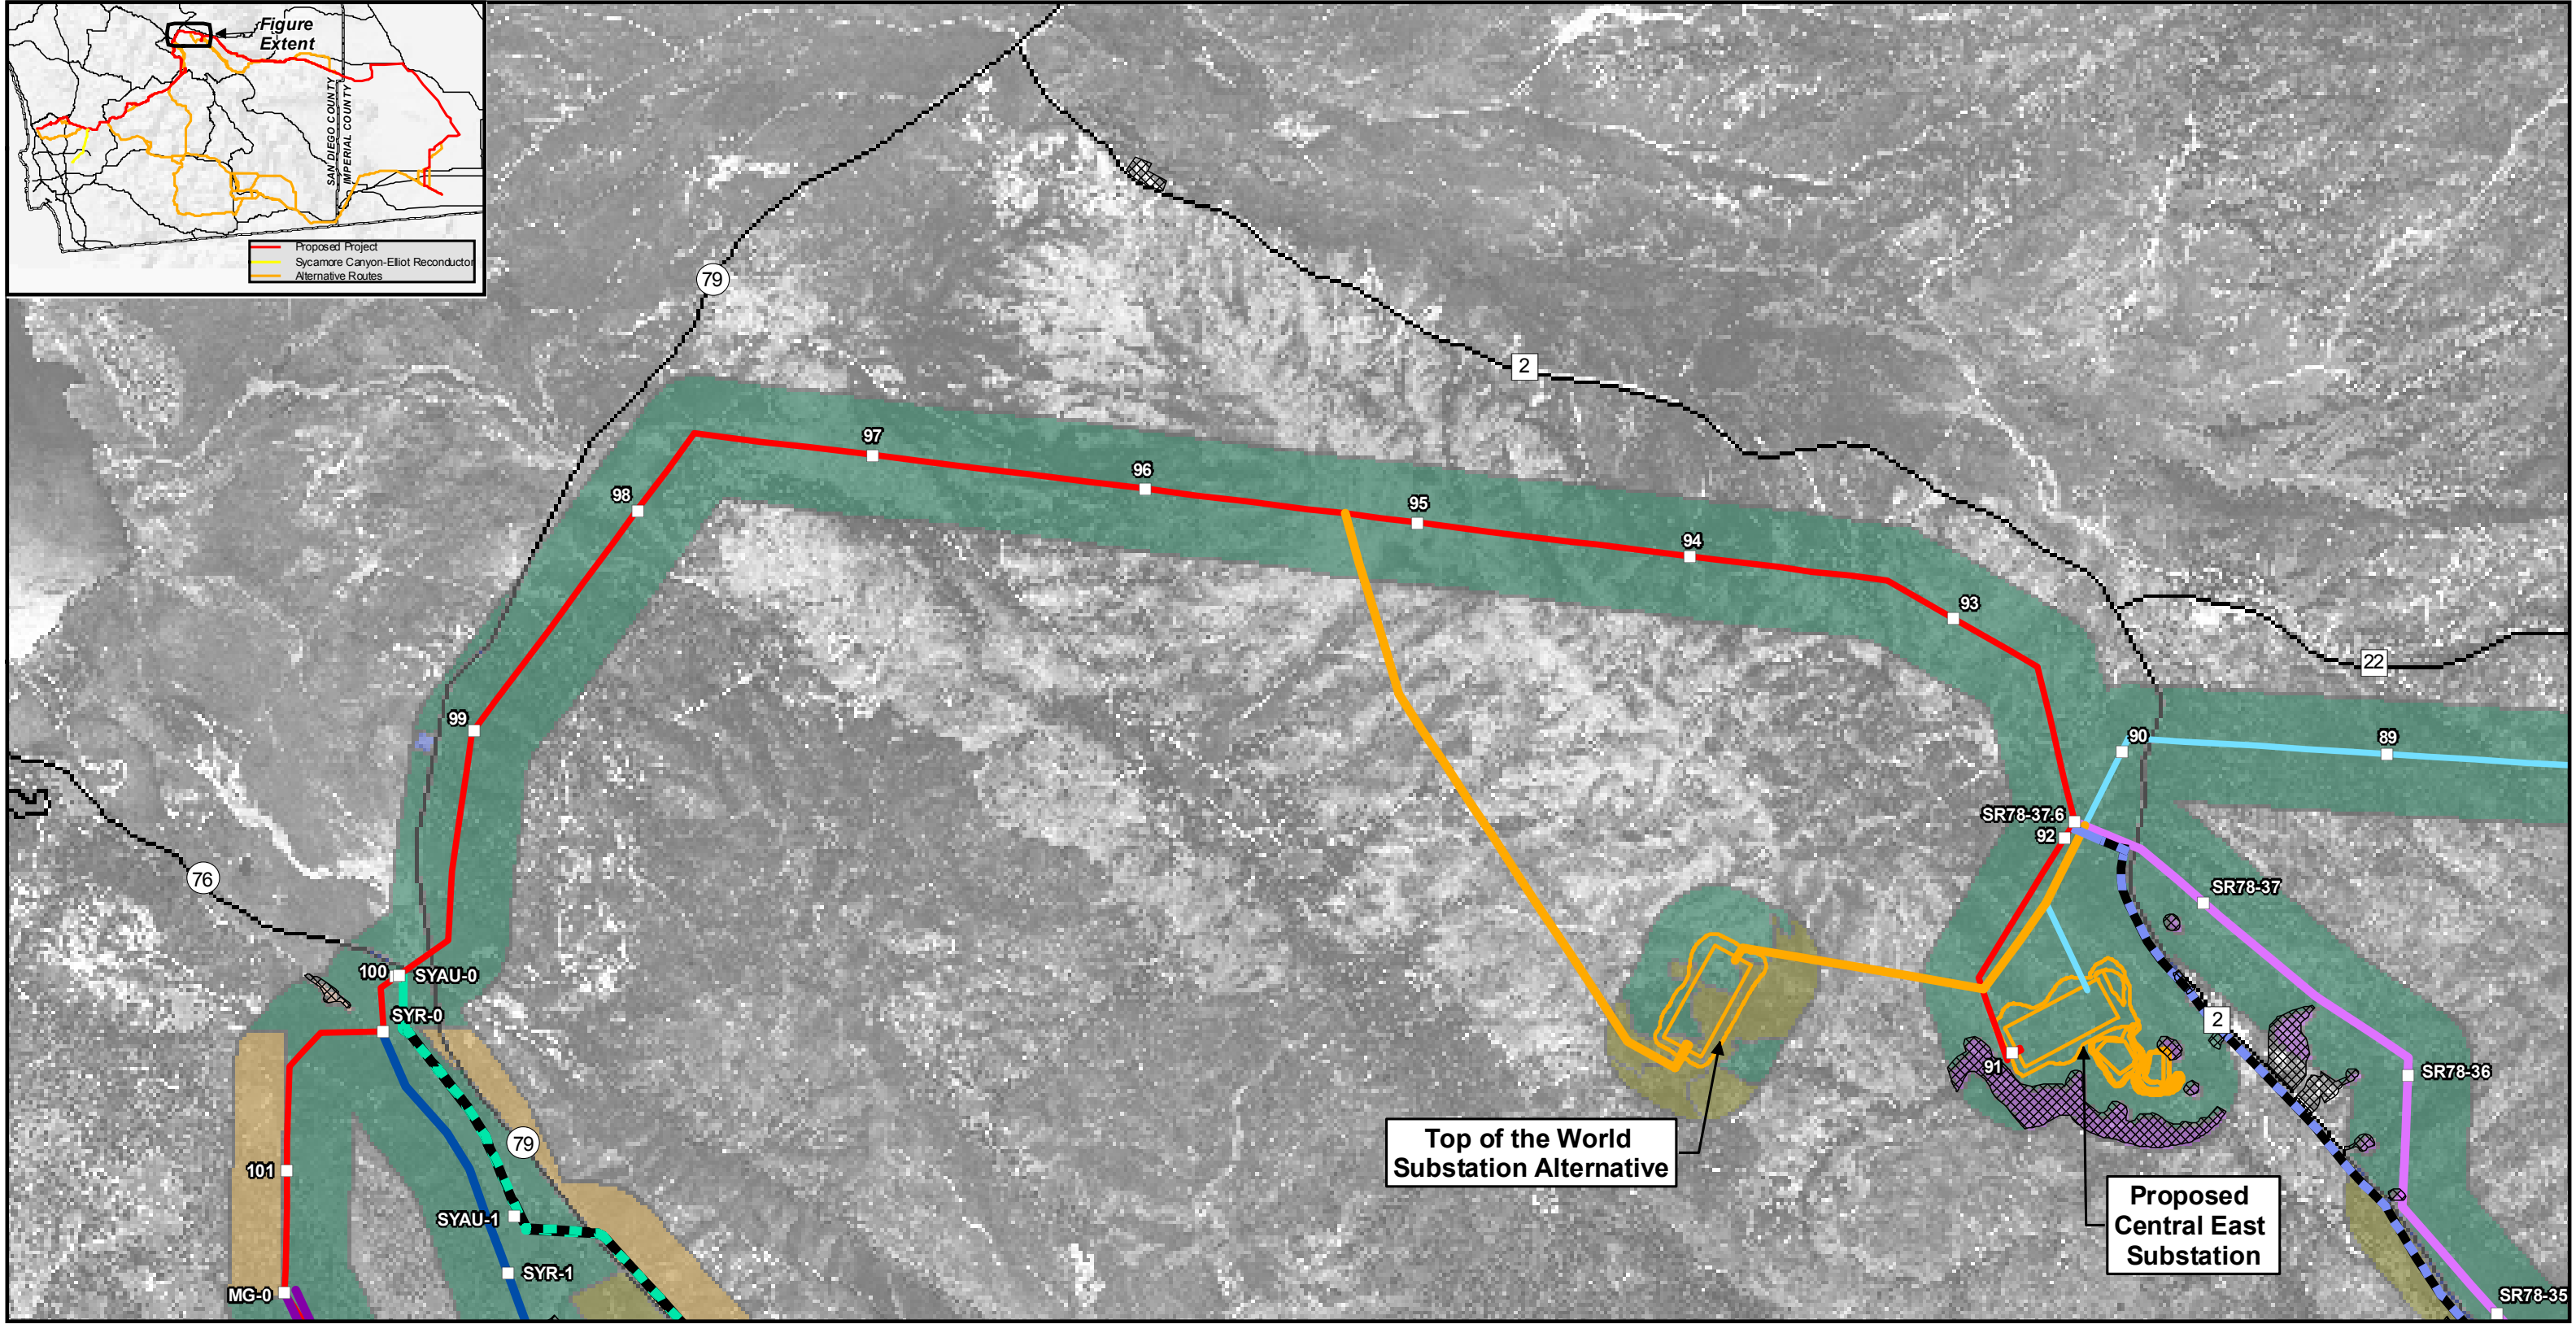 Figure
Extent
SAN DIEGO COUNTY
IMPERIAL COUNTY
Proposed Project
Sycamore Canyon-Elliot Reconductor
Alternative Routes
79
2
97
96
95
94
98
93
22
99
90
89
SR78-37.6
92
76
SR78-37
100
SYAU-0
SYR-0
2
91
SR78-36
79
Top of the World
Substation Alternative
101
Proposed
Central East
Substation
SYAU-1
SYR-1
MG-0
SR78-35